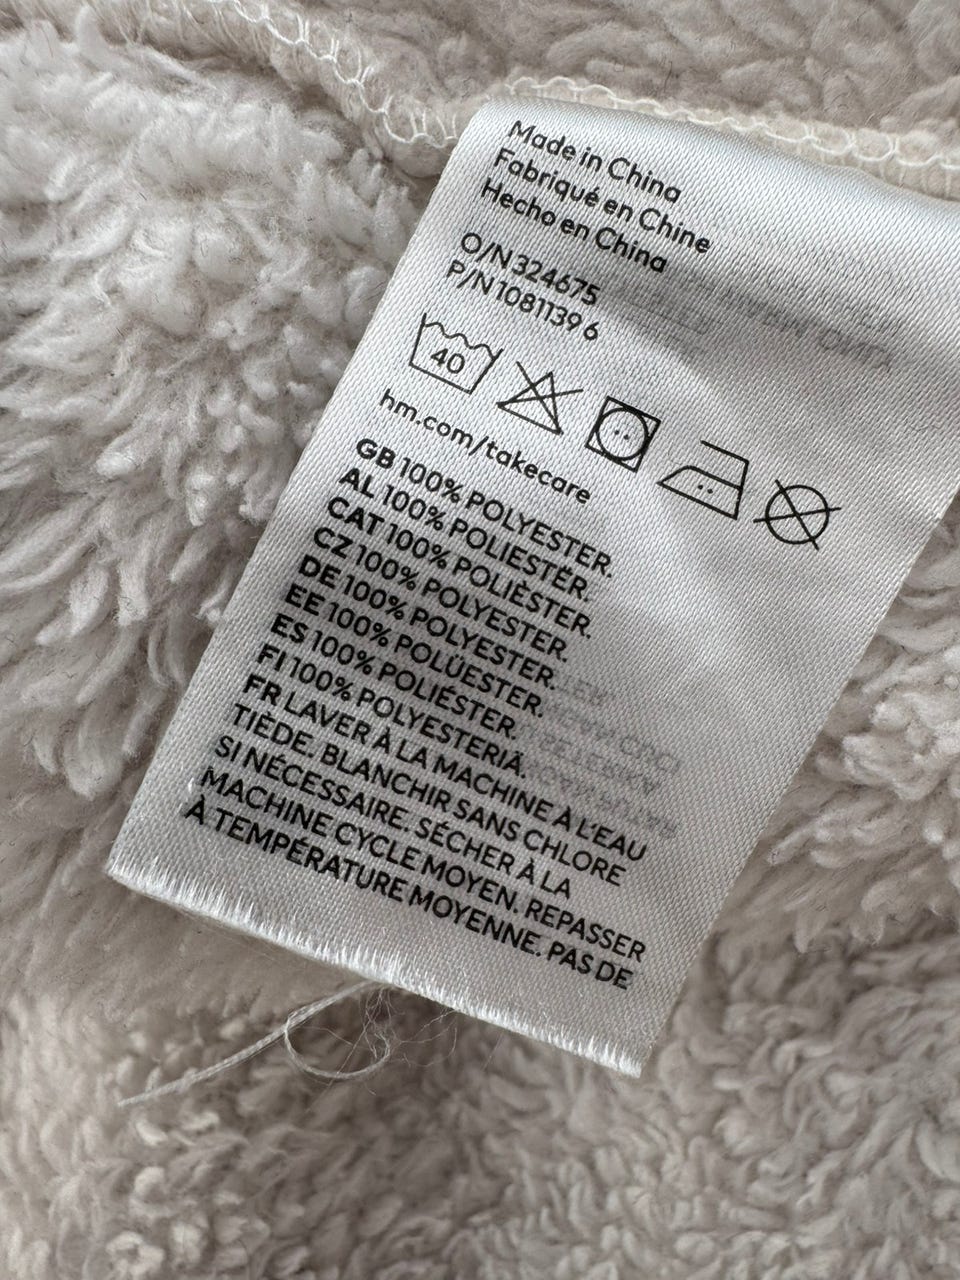 Made in China
Fabriqué en Chine
Hecho en China
O/N 324675
P/N 1081139 6
40
hm.com/takecare
GB 100% POLYESTER.
AL 100% POLIESTËR.
CAT 100% POLIÈSTER.
CZ 100% POLYESTER.
DE 100% POLYESTER.
EE 100% POLÜESTER.
ES 100% POLIÉSTER.
FI 100% POLYESTERIÄ.
FR LAVER À LA MACHINE À L'EAU
TIÈDE. BLANCHIR SANS CHLORE
SI NÉCESSAIRE. SÉCHER À LA
MACHINE CYCLE MOYEN. REPASSER
À TEMPÉRATURE MOYENNE. PAS DE